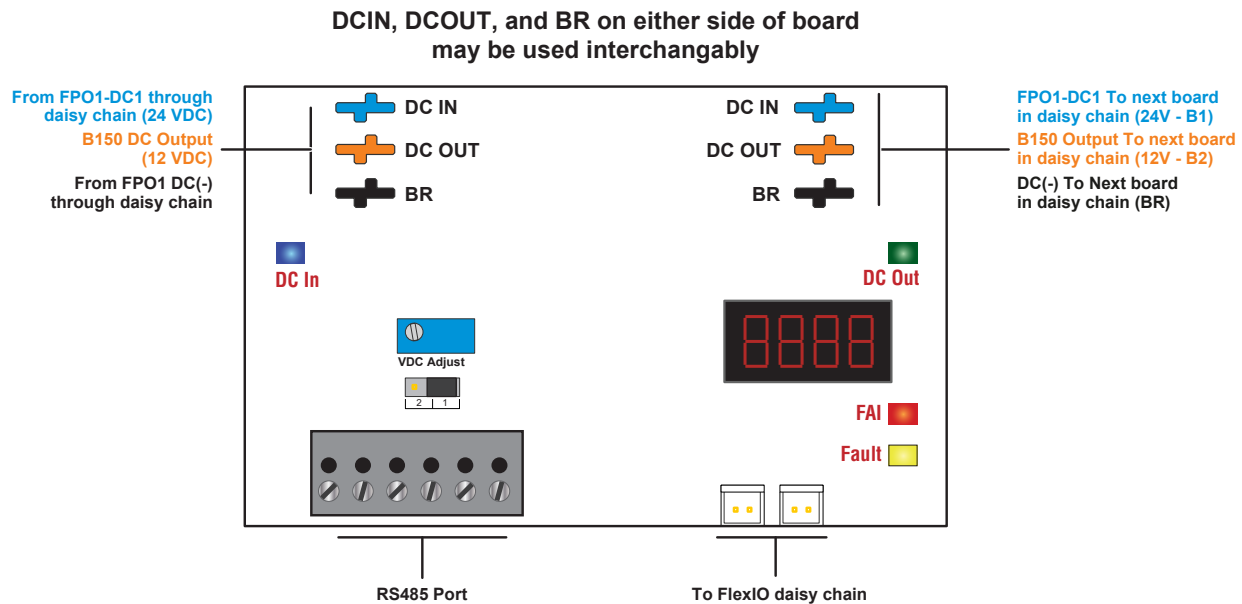 DCIN, DCOUT, and BR on either side of board
may be used interchangably
From FPO1-DC1 through
daisy chain (24 VDC)
B150 DC Output
(12 VDC)
From FPO1 DC(-)
through daisy chain
DC IN
DC OUT
BR
DC IN
DC OUT
BR
FPO1-DC1 To next board
in daisy chain (24V - B1)
B150 Output To next board
in daisy chain (12V - B2)
DC(-) To Next board
in daisy chain (BR)
DC In
DC Out
VDC Adjust
2 1
8888
FAI
Fault
RS485 Port
To FlexIO daisy chain